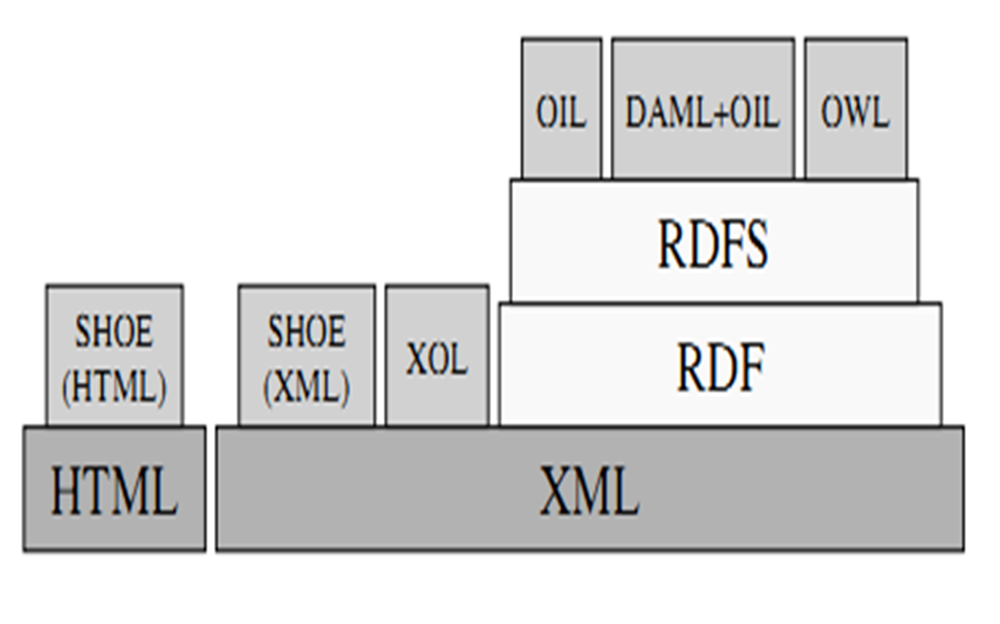 OIL
DAML+OIL
OWL
RDFS
SHOE
(HTML)
SHOE
(XML)
XOL
RDF
HTML
XML